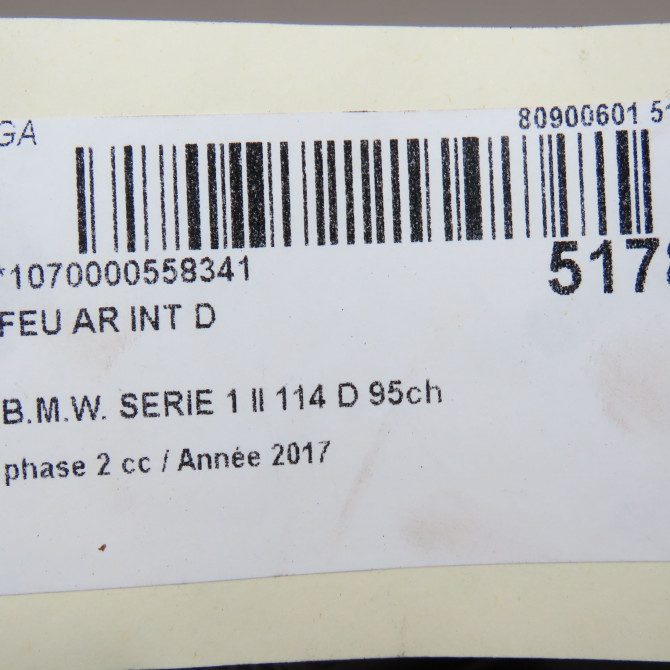 GA
80900601 51
*1070000558341
5178
FEU AR INT D
B.M.W. SERIE 1 II 114 D 95ch
phase 2 cc / Année 2017